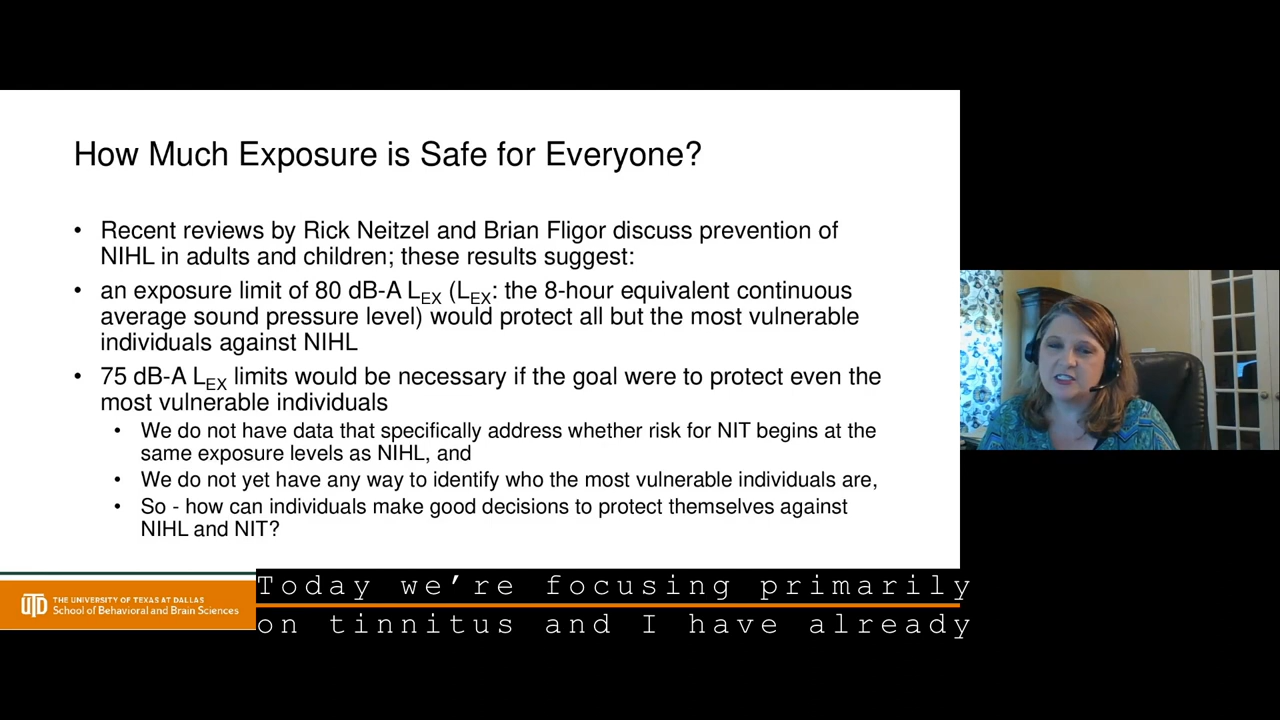 How Much Exposure is Safe for Everyone?
• Recent reviews by Rick Neitzel and Brian Fligor discuss prevention of
NIHL in adults and children; these results suggest:
• an exposure limit of 80 dB-A LEX (LEX: the 8-hour equivalent continuous
average sound pressure level) would protect all but the most vulnerable
individuals against NIHL
• 75 dB-A LEX limits would be necessary if the goal were to protect even the
most vulnerable individuals
• We do not have data that specifically address whether risk for NIT begins at the
same exposure levels as NIHL, and
• We do not yet have any way to identify who the most vulnerable individuals are,
• So - how can individuals make good decisions to protect themselves against
NIHL and NIT?
UTD
THE UNIVERSITY OF TEXAS AT DALLAS
School of Behavioral and Brain Sciences
Today we're focusing primarily
on tinnitus and I have already